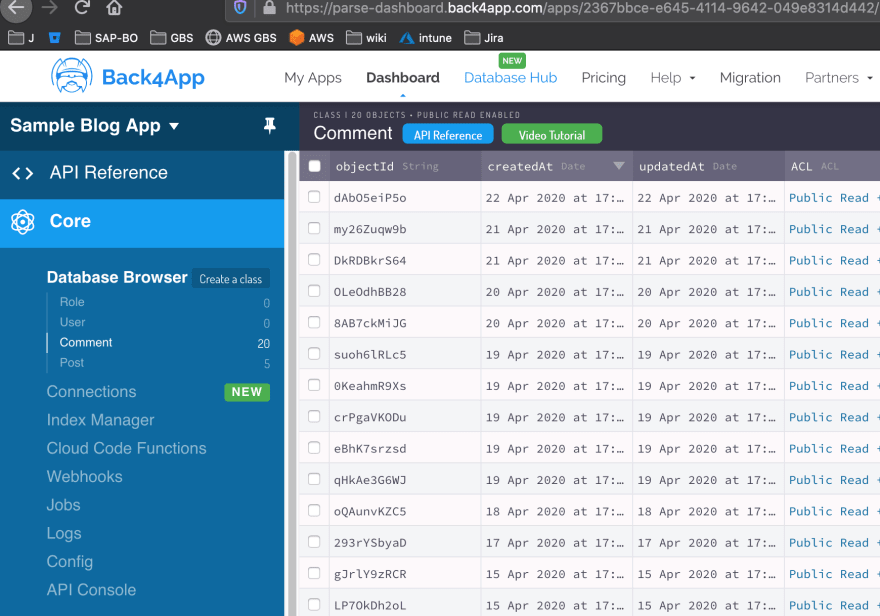 https://parse-dashboard.back4app.com/apps/2367bbce-e645-4114-9642-049e8314d442/
J SAP-BO GBS AWS GBS AWS wiki intune Jira
NEW
Back4App My Apps Dashboard Database Hub Pricing Help Migration Partners
Sample Blog App
CLASS | 20 OBJECTS • PUBLIC READ ENABLED
Comment API Reference Video Tutorial
API Reference
Core
Database Browser Create a class
Role 0
User 0
Comment 20
Post 5
Connections NEW
Index Manager
Cloud Code Functions
Webhooks
Jobs
Logs
Config
API Console
objectId String createdAt Date updatedAt Date ACL ACL
dAbO5eiP5o 22 Apr 2020 at 17:… 22 Apr 2020 at 17:… Public Read
my26Zuqw9b 21 Apr 2020 at 17:… 21 Apr 2020 at 17:… Public Read
DkRDBkrS64 21 Apr 2020 at 17:… 21 Apr 2020 at 17:… Public Read
OLeOdhBB28 20 Apr 2020 at 17:… 20 Apr 2020 at 17:… Public Read
8AB7ckMiJG 20 Apr 2020 at 17:… 20 Apr 2020 at 17:… Public Read
suoh6lRLc5 19 Apr 2020 at 17:… 19 Apr 2020 at 17:… Public Read
0KeahmR9Xs 19 Apr 2020 at 17:… 19 Apr 2020 at 17:… Public Read
crPgaVKODu 19 Apr 2020 at 17:… 19 Apr 2020 at 17:… Public Read
eBhK7srzsd 19 Apr 2020 at 17:… 19 Apr 2020 at 17:… Public Read
qHkAe3G6WJ 19 Apr 2020 at 17:… 19 Apr 2020 at 17:… Public Read
oQAunvKZC5 18 Apr 2020 at 17:… 18 Apr 2020 at 17:… Public Read
293rYSbyaD 17 Apr 2020 at 17:… 17 Apr 2020 at 17:… Public Read
gJrlY9zRCR 15 Apr 2020 at 17:… 15 Apr 2020 at 17:… Public Read
LP7OkDh2oL 15 Apr 2020 at 17:… 15 Apr 2020 at 17:… Public Read